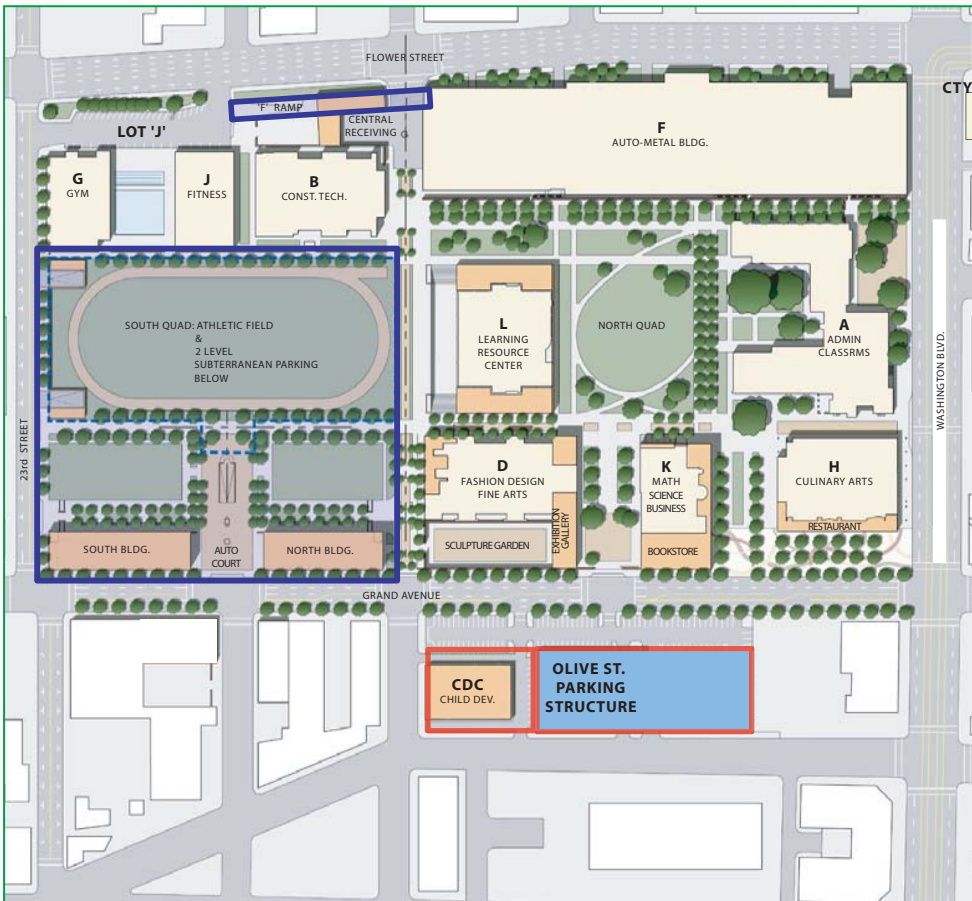 FLOWER STREET
CTY
'F' RAMP
LOT 'J'
CENTRAL
RECEIVING
F
AUTO-METAL BLDG.
G
GYM
J
FITNESS
B
CONST. TECH.
SOUTH QUAD: ATHLETIC FIELD
&
2 LEVEL
SUBTERRANEAN PARKING
BELOW
L
LEARNING
RESOURCE
CENTER
NORTH QUAD
A
ADMIN
CLASSRMS
WASHINGTON BLVD.
23rd STREET
D
FASHION DESIGN
FINE ARTS
K
MATH
SCIENCE
BUSINESS
H
CULINARY ARTS
RESTAURANT
SOUTH BLDG.
AUTO
COURT
NORTH BLDG.
SCULPTURE GARDEN
EXHIBITION
GALLERY
BOOKSTORE
GRAND AVENUE
CDC
CHILD DEV.
OLIVE ST.
PARKING
STRUCTURE